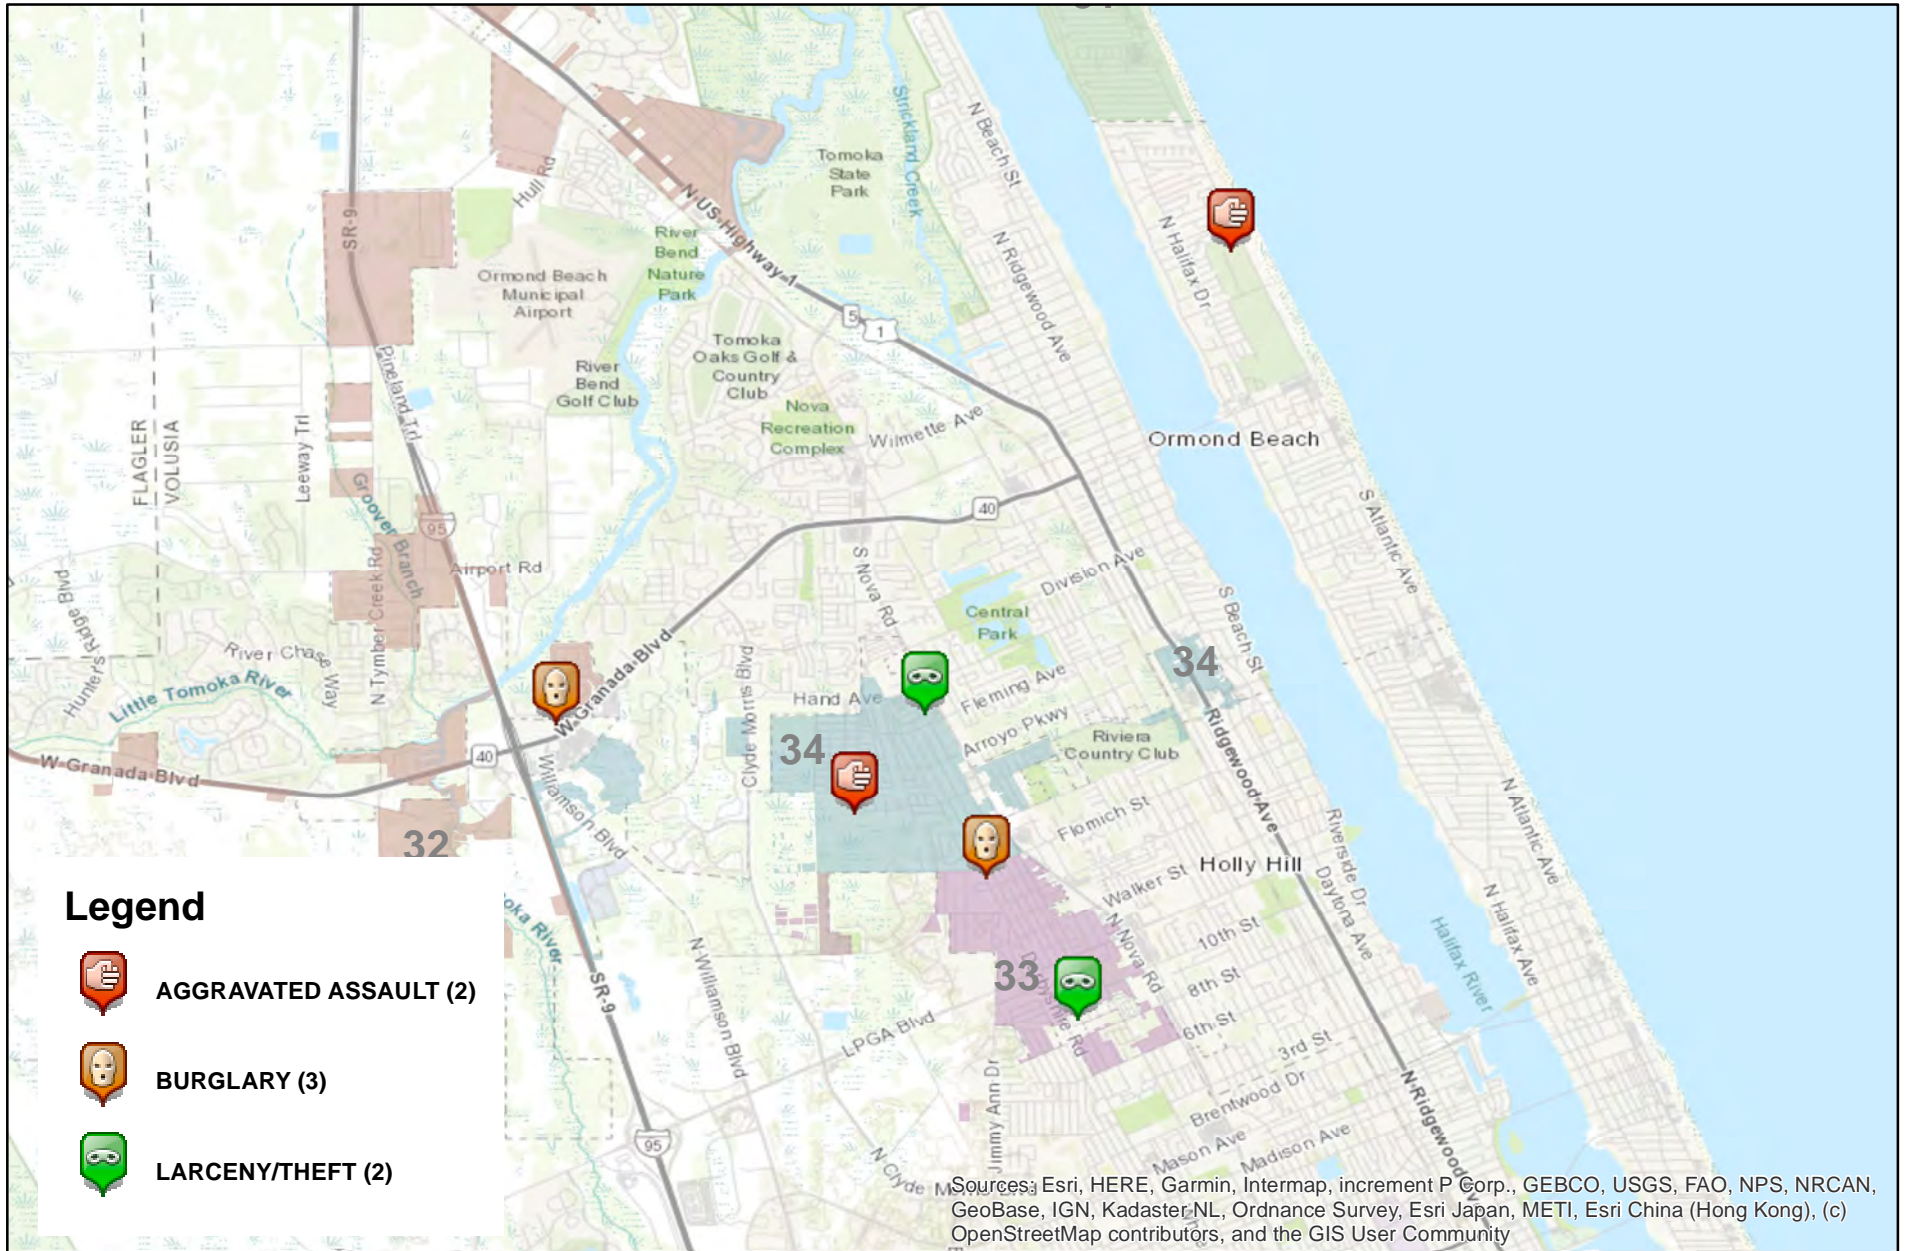 Strickland Creek
N Beach St
Tomoka
State
Park
Hull Rd
SR-9
N US Highway 1
River
Bend
Nature
Park
N Halifax Dr
N Ridgewood Ave
Ormond Beach
Municipal
Airport
5
1
Tomoka
Oaks Golf &
Country
Club
River
Bend
Golf Club
Pineland Trl
Nova
Recreation
Complex
Wilmette Ave
Ormond Beach
FLAGLER
VOLUSIA
Leeway Trl
Groover Branch
95
40
S Atlantic Ave
Airport Rd
S Nova Rd
Division Ave
Hunter's Ridge Blvd
N Tymber Creek Rd
Central
Park
S Beach St
River Chase Way
Little Tomoka River
W Granada Blvd
Clyde Morris Blvd
Hand Ave
Fleming Ave
34
Arroyo Pkwy
Riviera
Country Club
34
Ridgewood Ave
40
W Granada Blvd
Williamson Blvd
N Atlantic Ave
Flomich St
Riverside Dr
32
Holly Hill
Walker St
Daytona Ave
N Halifax Ave
Legend
oka River
N Nova Rd
10th St
Halifax River
AGGRAVATED ASSAULT (2)
SR-9
N Williamson Blvd
33
8th St
6th St
LPGA Blvd
3rd St
BURGLARY (3)
Jimmy Ann Dr
Brentwood Dr
N Ridgewood Ave
95
Mason Ave
Madison Ave
LARCENY/THEFT (2)
N Clyde Morris Blvd
Sources: Esri, HERE, Garmin, Intermap, increment P Corp., GEBCO, USGS, FAO, NPS, NRCAN,
GeoBase, IGN, Kadaster NL, Ordnance Survey, Esri Japan, METI, Esri China (Hong Kong), (c)
OpenStreetMap contributors, and the GIS User Community